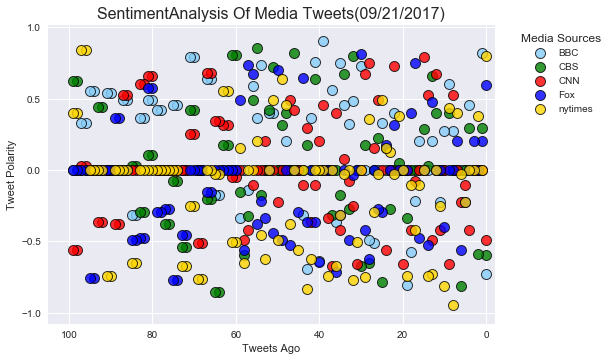 SentimentAnalysis Of Media Tweets(09/21/2017)
Media Sources
BBC
CBS
CNN
Fox
nytimes
Tweet Polarity
1.0
0.5
0.0
−0.5
−1.0
100 80 60 40 20 0
Tweets Ago